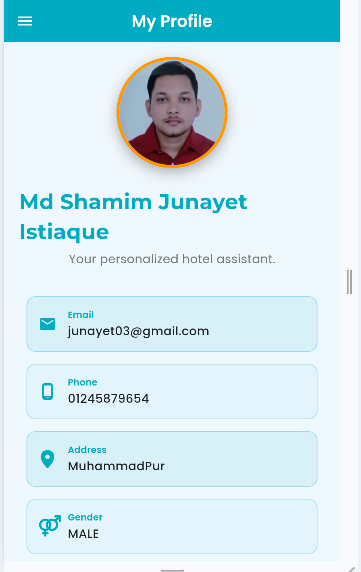 My Profile
Md Shamim Junayet
Istiaque
Your personalized hotel assistant.
Email
junayet03@gmail.com
Phone
01245879654
Address
MuhammadPur
Gender
MALE